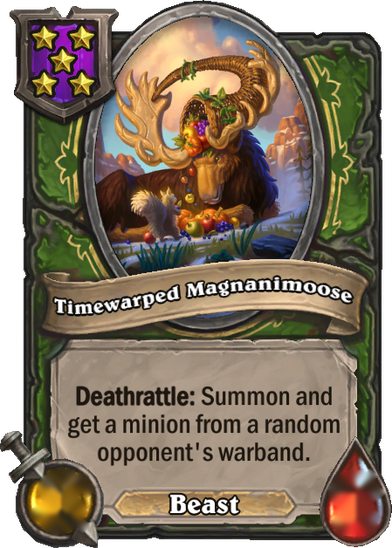 Timewarped Magnanimoose
Deathrattle: Summon and
get a minion from a random
opponent's warband.
Beast